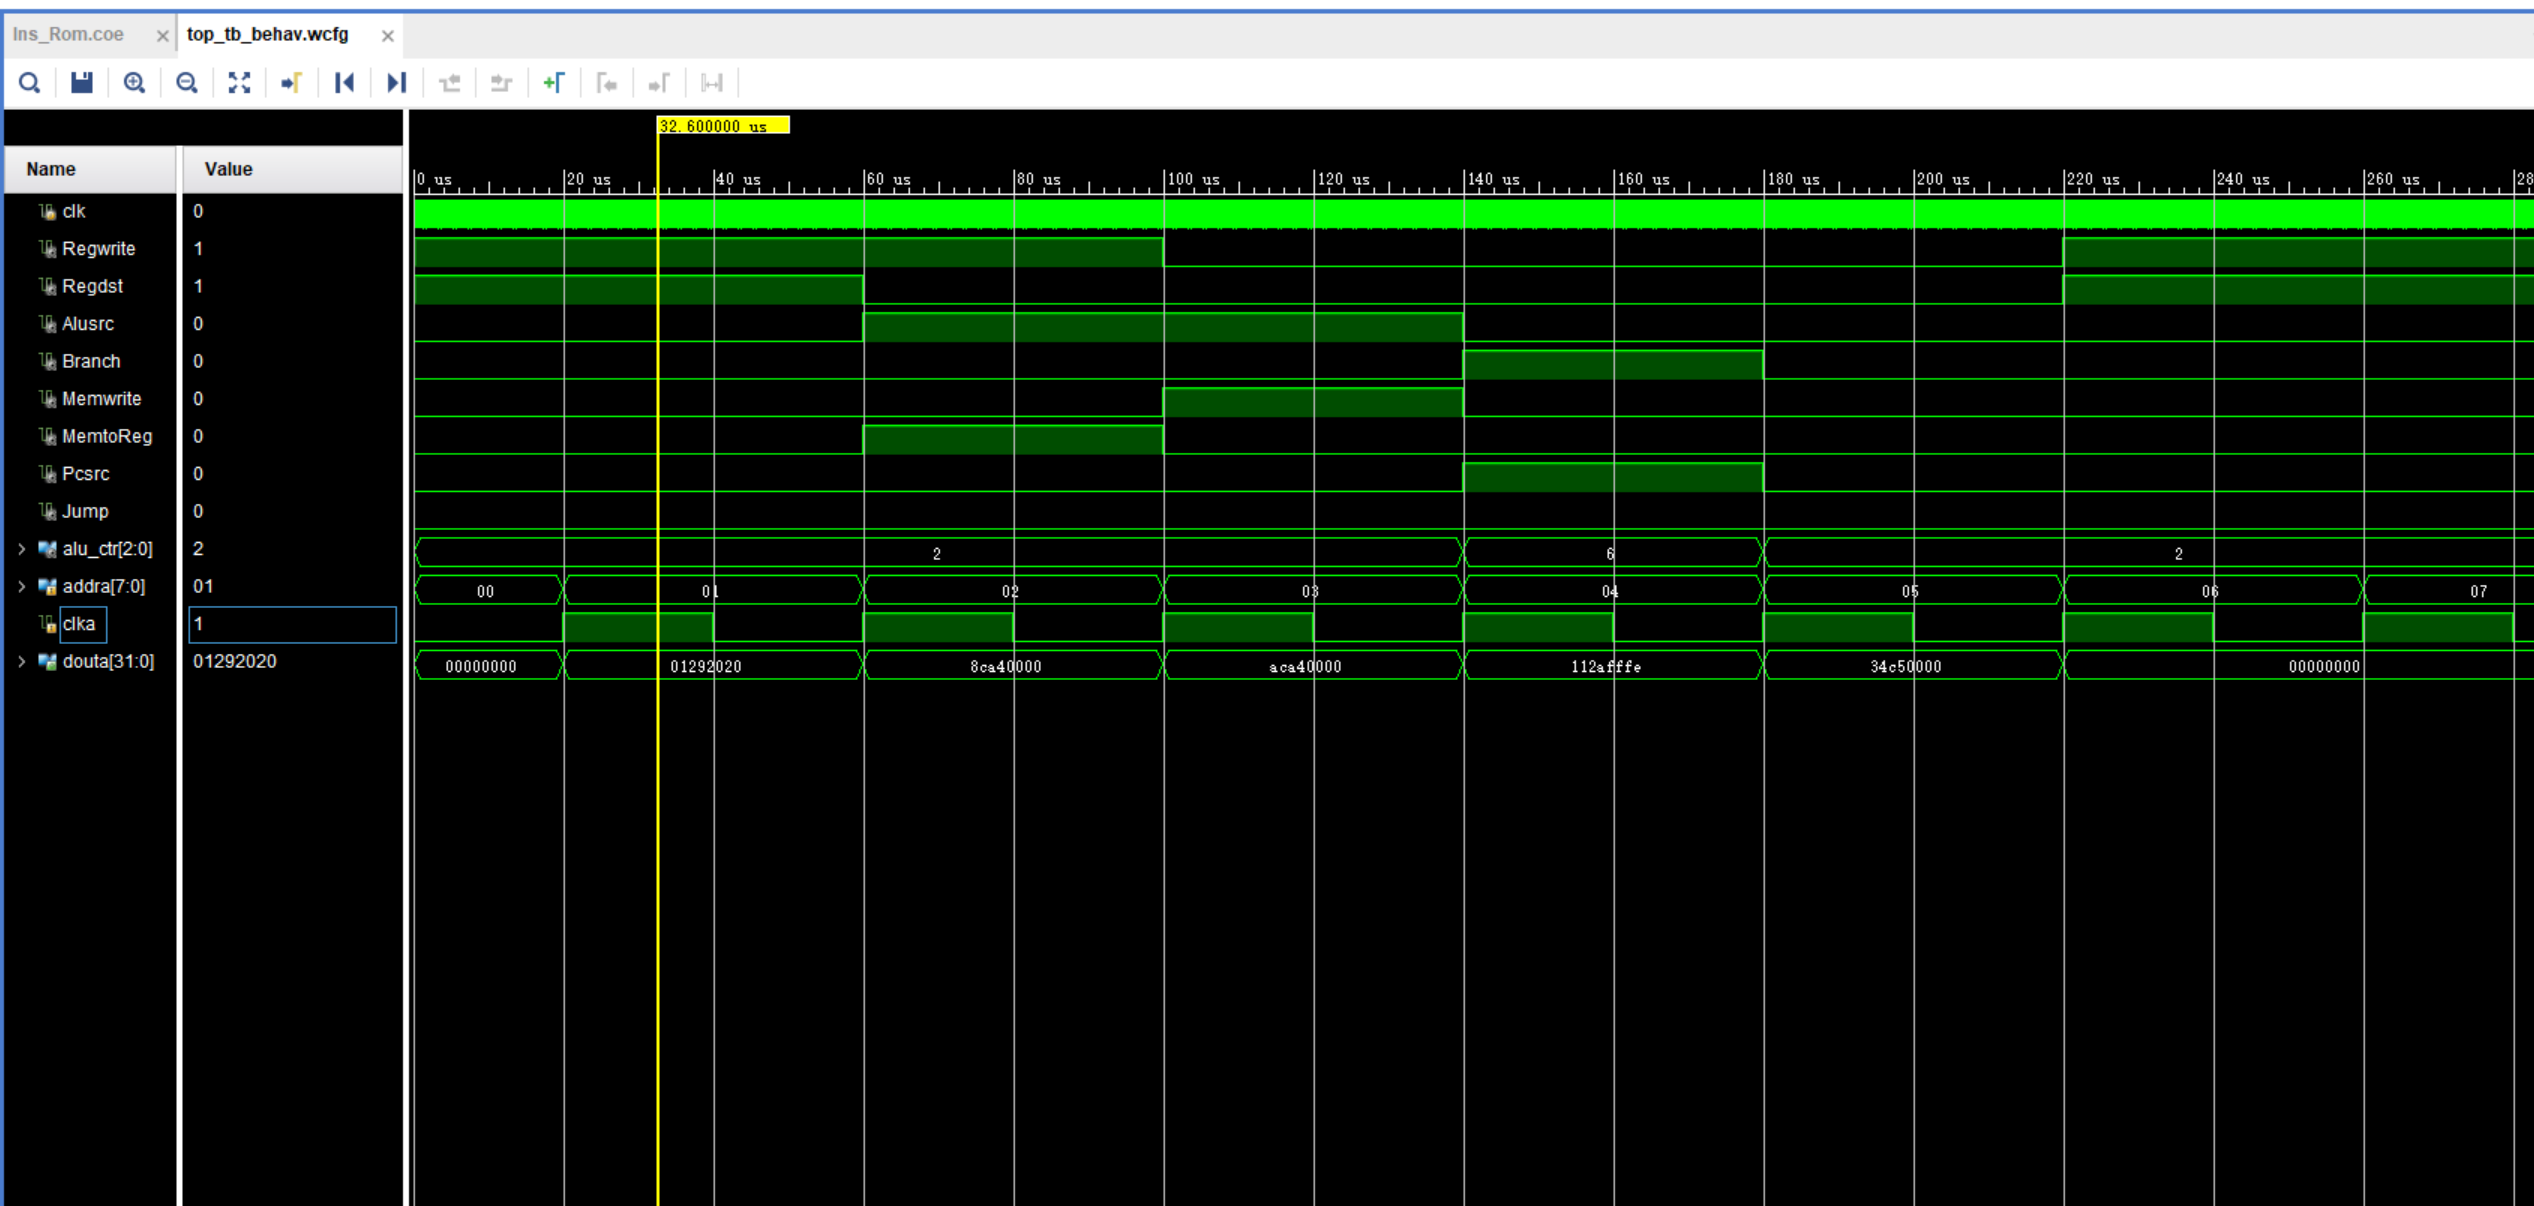 Ins_Rom.coe × top_tb_behav.wcfg ×
32.600000 us
Name Value
0 us 20 us 40 us 60 us 80 us 100 us 120 us 140 us 160 us 180 us 200 us 220 us 240 us 260 us 28
clk 0
Regwrite 1
Regdst 1
Alusrc 0
Branch 0
Memwrite 0
MemtoReg 0
Pcsrc 0
Jump 0
alu_ctr[2:0] 2 2 6 2
addra[7:0] 01 00 01 02 03 04 05 06 07
clka 1
douta[31:0] 01292020 00000000 01292020 8ca40000 aca40000 112afffe 34c50000 00000000